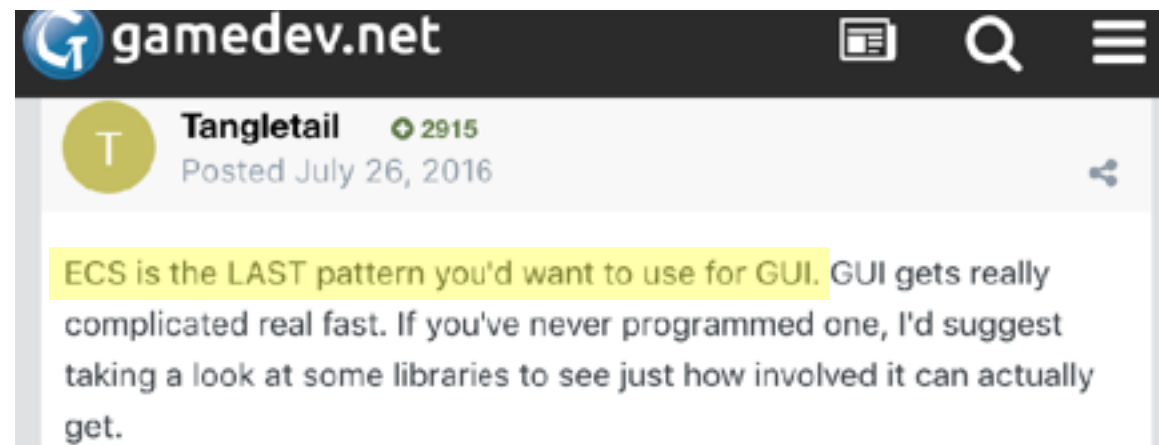 gamedev.net
T
Tangletail 2915
Posted July 26, 2016
ECS is the LAST pattern you'd want to use for GUI. GUI gets really
complicated real fast. If you've never programmed one, I'd suggest
taking a look at some libraries to see just how involved it can actually
get.